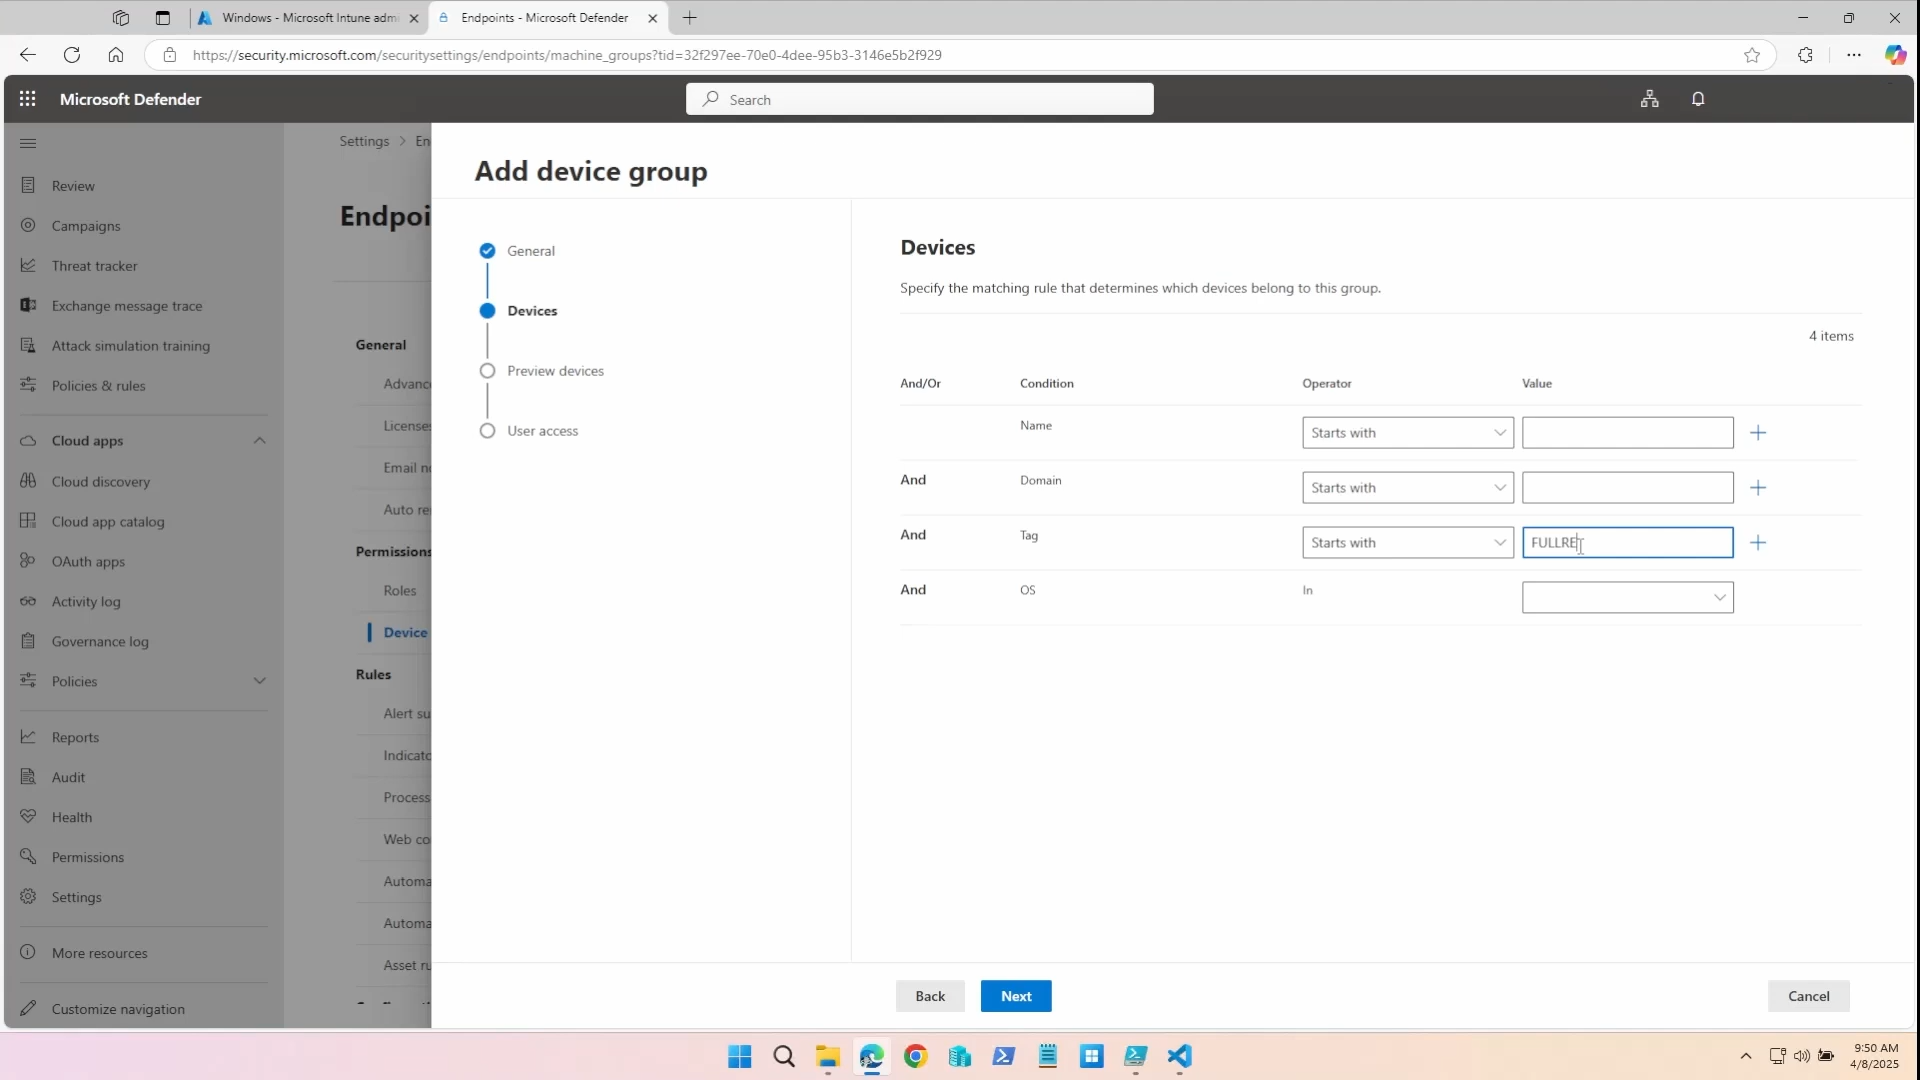 Windows - Microsoft Intune admi
Endpoints - Microsoft Defender
https://security.microsoft.com/securitysettings/endpoints/machine_groups?tid=32f297ee-70e0-4dee-95b3-3146e5b2f929
Microsoft Defender
Search
Review
Campaigns
Threat tracker
Exchange message trace
Attack simulation training
Policies & rules
Cloud apps
Cloud discovery
Cloud app catalog
OAuth apps
Activity log
Governance log
Policies
Reports
Audit
Health
Permissions
Settings
More resources
Customize navigation
Settings > En
Endpoi
General
Advanc
License
Email no
Auto re
Permissions
Roles
Device
Rules
Alert su
Indicato
Process
Web co
Automa
Automa
Asset ru
Add device group
General
Devices
Preview devices
User access
Devices
Specify the matching rule that determines which devices belong to this group.
4 items
And/Or Condition Operator Value
Name Starts with
And Domain Starts with
And Tag Starts with FULLRE
And OS In
Back Next Cancel
9:50 AM
4/8/2025